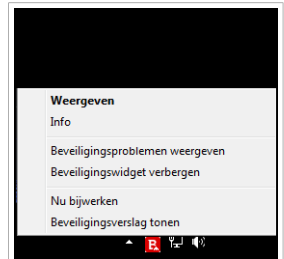 Weergeven
Info
Beveiligingsproblemen weergeven
Beveiligingswidget verbergen
Nu bijwerken
Beveiligingsverslag tonen
B